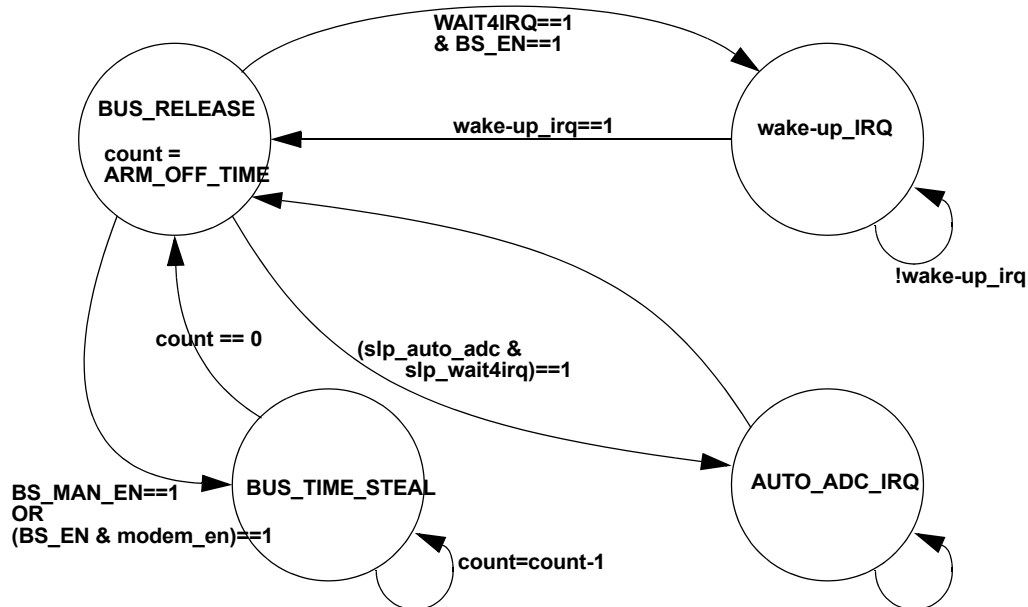 WAIT4IRQ==1
& BS_EN==1
BUS_RELEASE
count =
ARM_OFF_TIME
wake-up_irq==1
wake-up_IRQ
!wake-up_irq
count == 0
(slp_auto_adc &
slp_wait4irq)==1
BS_MAN_EN==1
OR
(BS_EN & modem_en)==1
BUS_TIME_STEAL
AUTO_ADC_IRQ
count=count-1